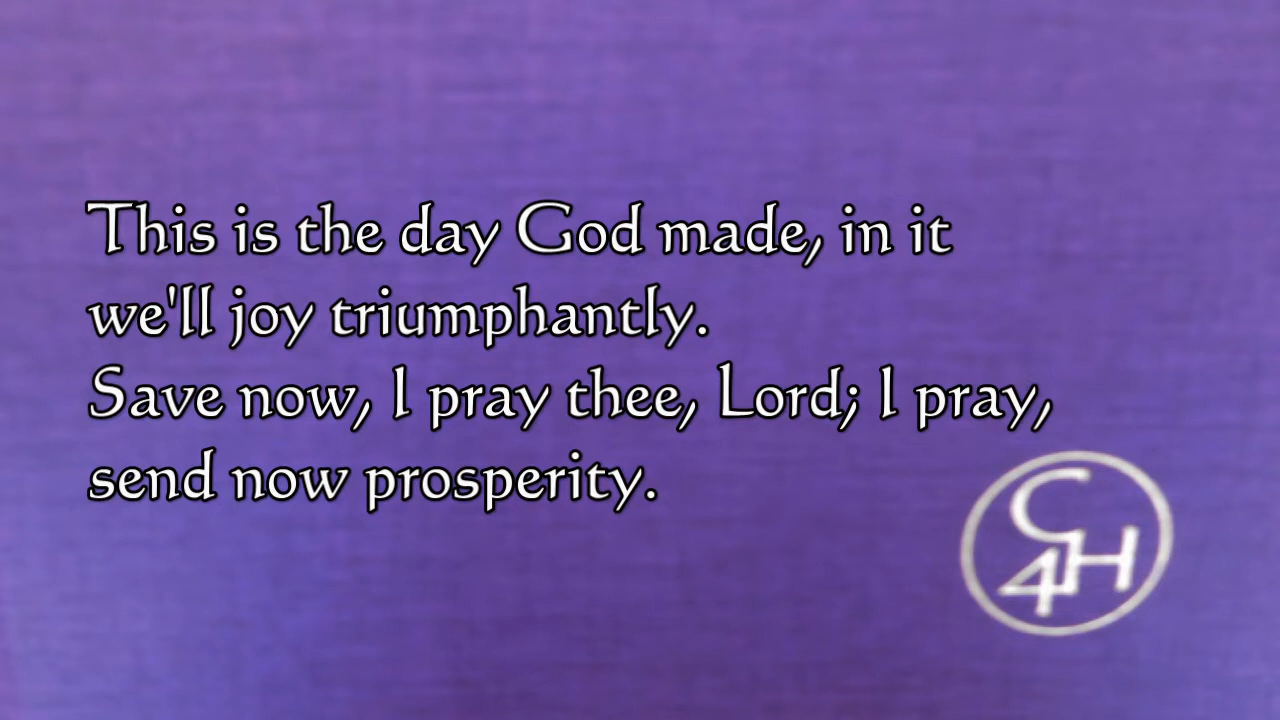 This is the day God made, in it
we'll joy triumphantly.
Save now, I pray thee, Lord; I pray,
send now prosperity.
C
4H